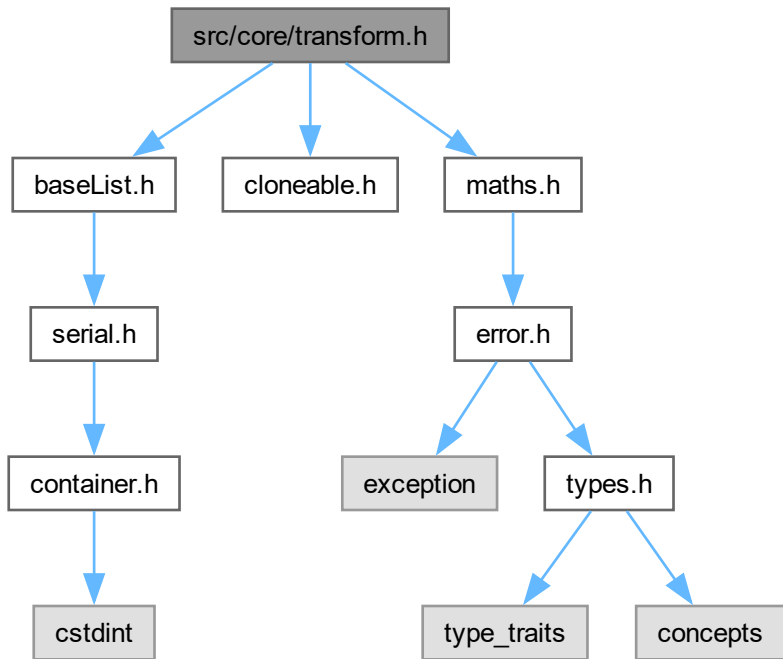 src/core/transform.h
baseList.h
cloneable.h
maths.h
serial.h
error.h
container.h
exception
types.h
cstdint
type_traits
concepts